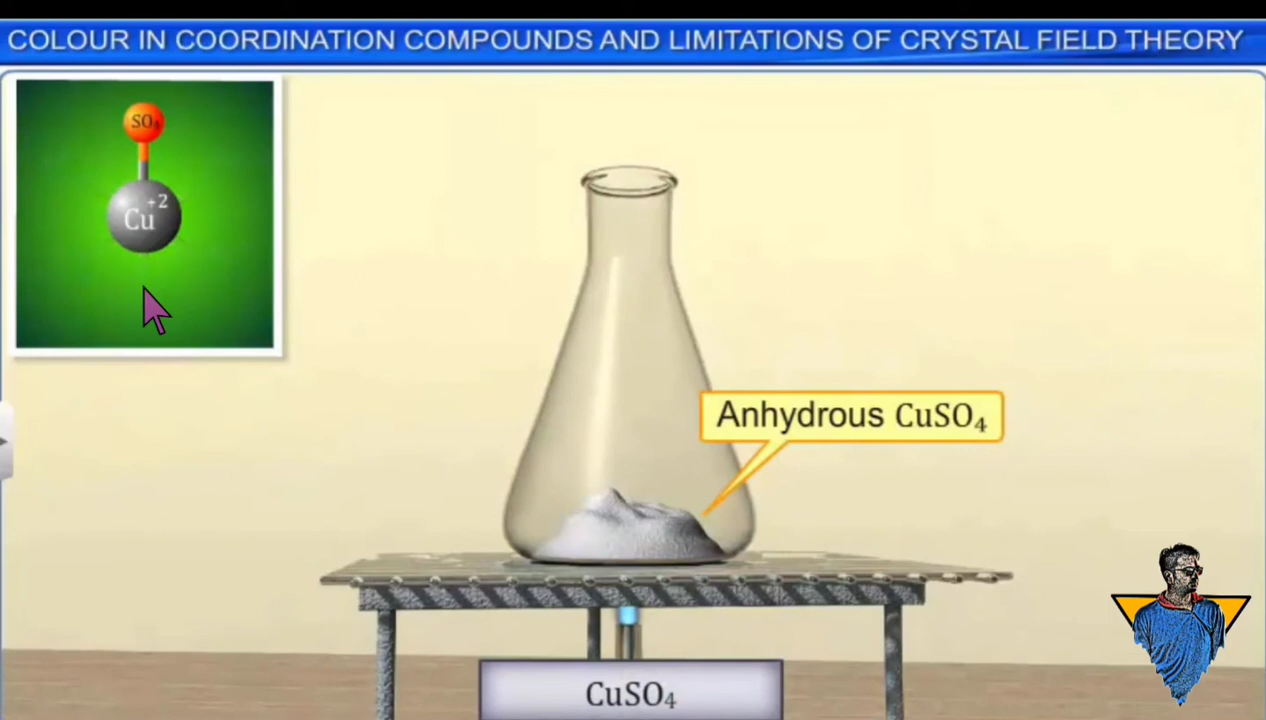 COLOUR IN COORDINATION COMPOUNDS AND LIMITATIONS OF CRYSTAL FIELD THEORY
SO₄
Cu⁺²
Anhydrous CuSO₄
CuSO₄